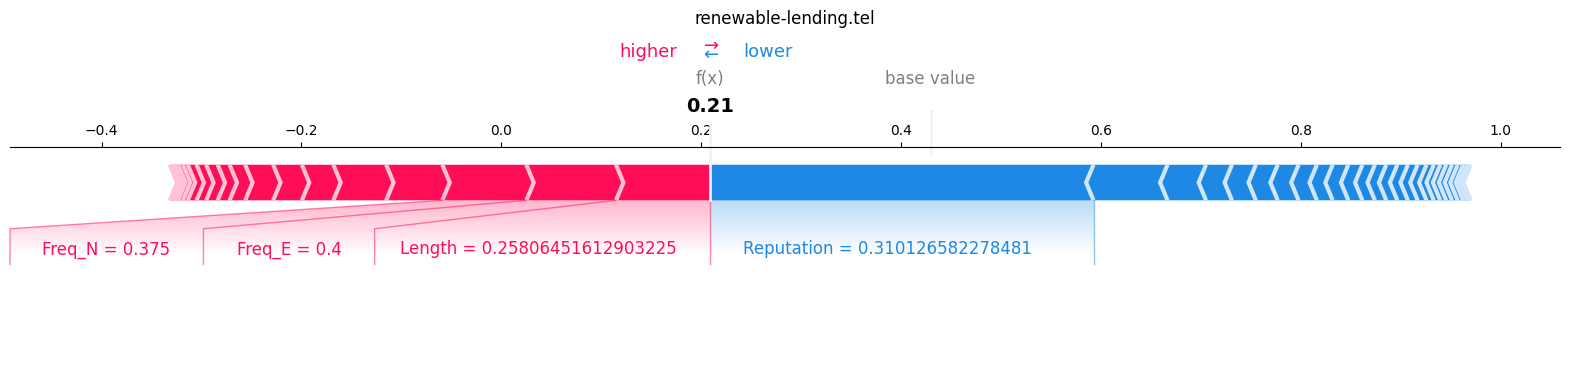 renewable-lending.tel
higher ⇄ lower
f(x) base value
0.21
−0.4 −0.2 0.0 0.2 0.4 0.6 0.8 1.0
Freq_N = 0.375 Freq_E = 0.4 Length = 0.25806451612903225 Reputation = 0.310126582278481